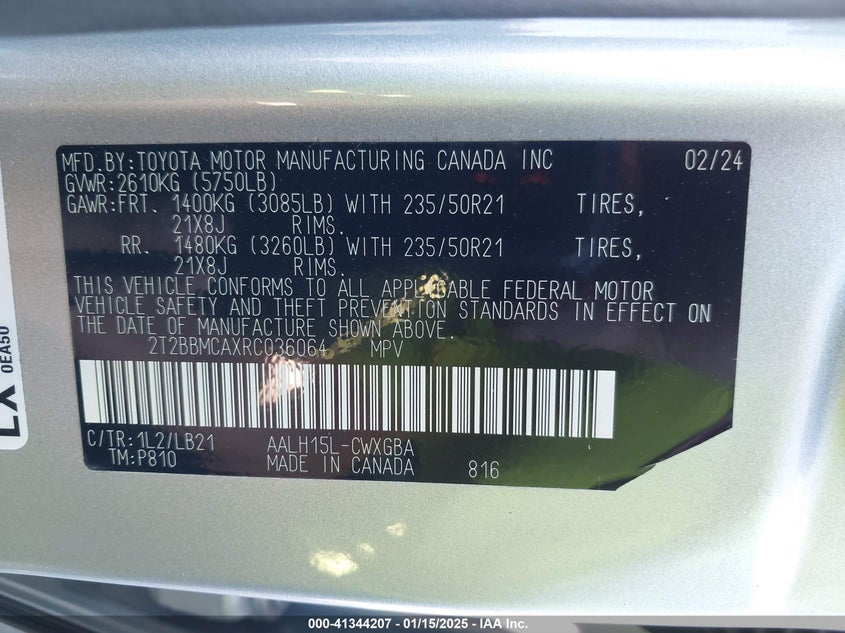 MFD.BY:TOYOTA MOTOR MANUFACTURING CANADA INC 02/24
GVWR:2610KG (5750LB)
GAWR:FRT. 1400KG (3085LB) WITH 235/50R21 TIRES,
21X8J RIMS.
RR. 1480KG (3260LB) WITH 235/50R21 TIRES,
21X8J RIMS.
THIS VEHICLE CONFORMS TO ALL APPLICABLE FEDERAL MOTOR
VEHICLE SAFETY AND THEFT PREVENTION STANDARDS IN EFFECT ON
THE DATE OF MANUFACTURE SHOWN ABOVE.
2T2BBMCAXRC036064 MPV
C/TR:1L2/LB21 AALH15L-CWXGBA
TM:P810 MADE IN CANADA 816
0EA50
000-41344207 - 01/15/2025 - IAA Inc.